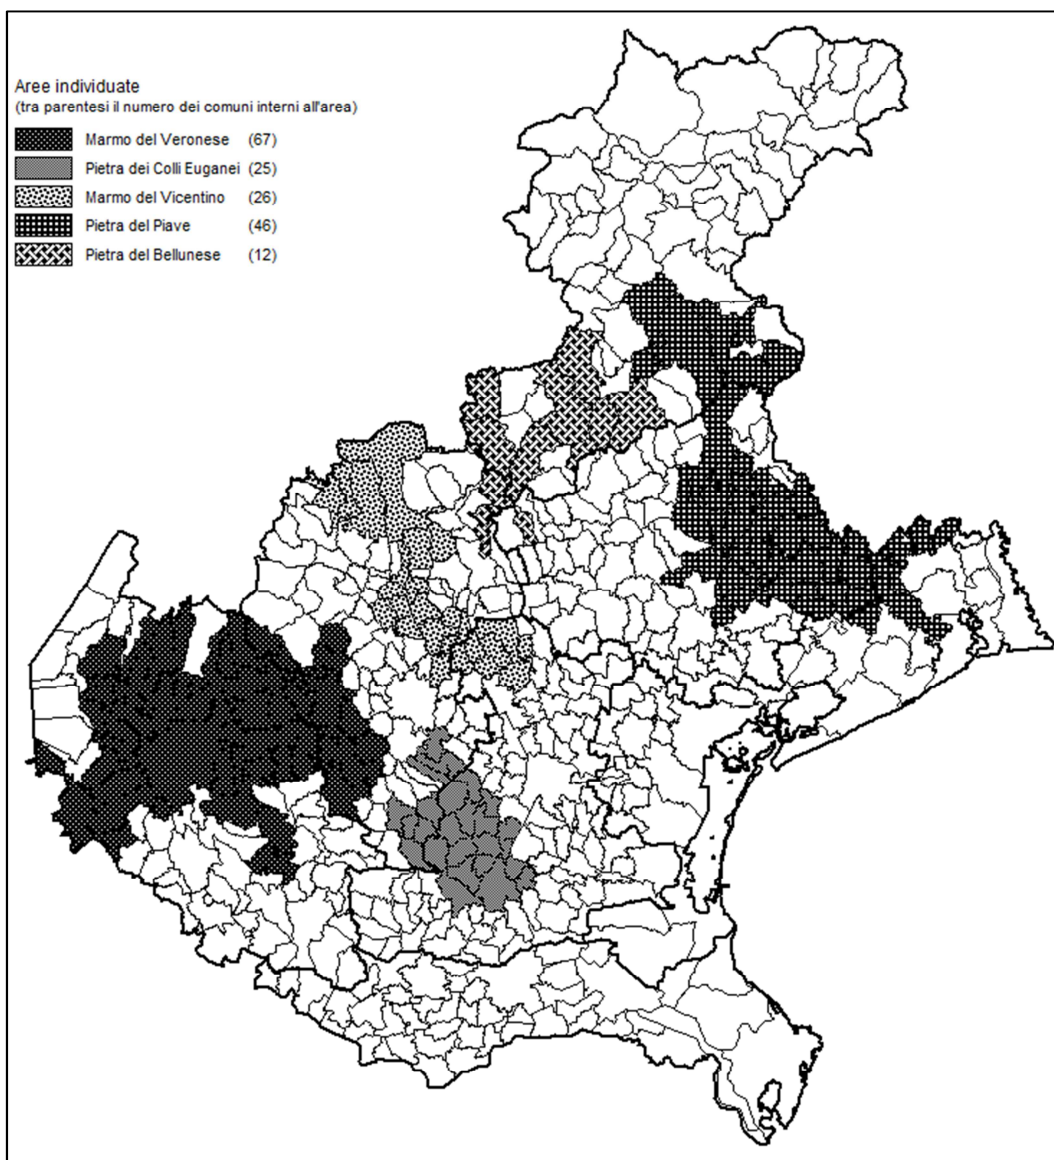 Aree individuate
(tra parentesi il numero dei comuni interni all'area)
Marmo del Veronese (67)
Pietra dei Colli Euganei (25)
Marmo del Vicentino (26)
Pietra del Piave (46)
Pietra del Bellunese (12)